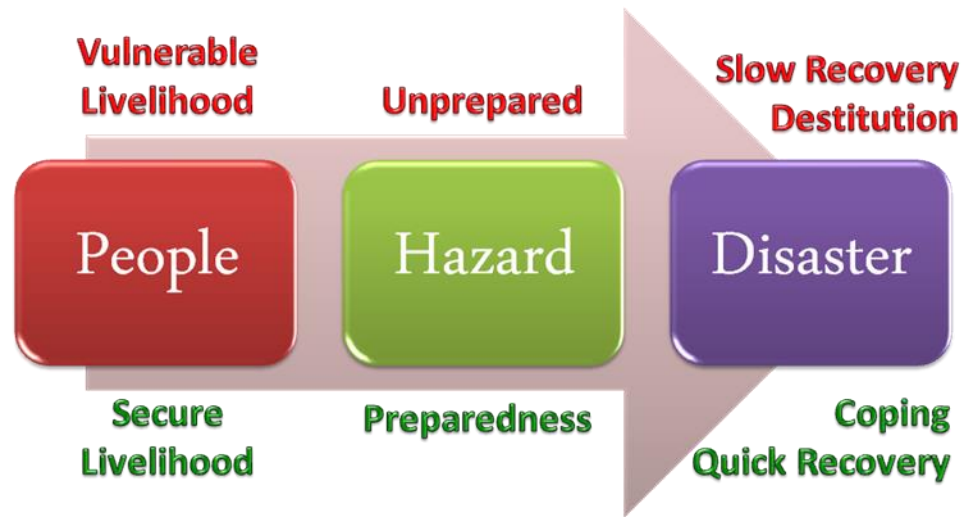 Vulnerable
Livelihood
Unprepared
Slow Recovery
Destitution
People
Hazard
Disaster
Secure
Livelihood
Preparedness
Coping
Quick Recovery